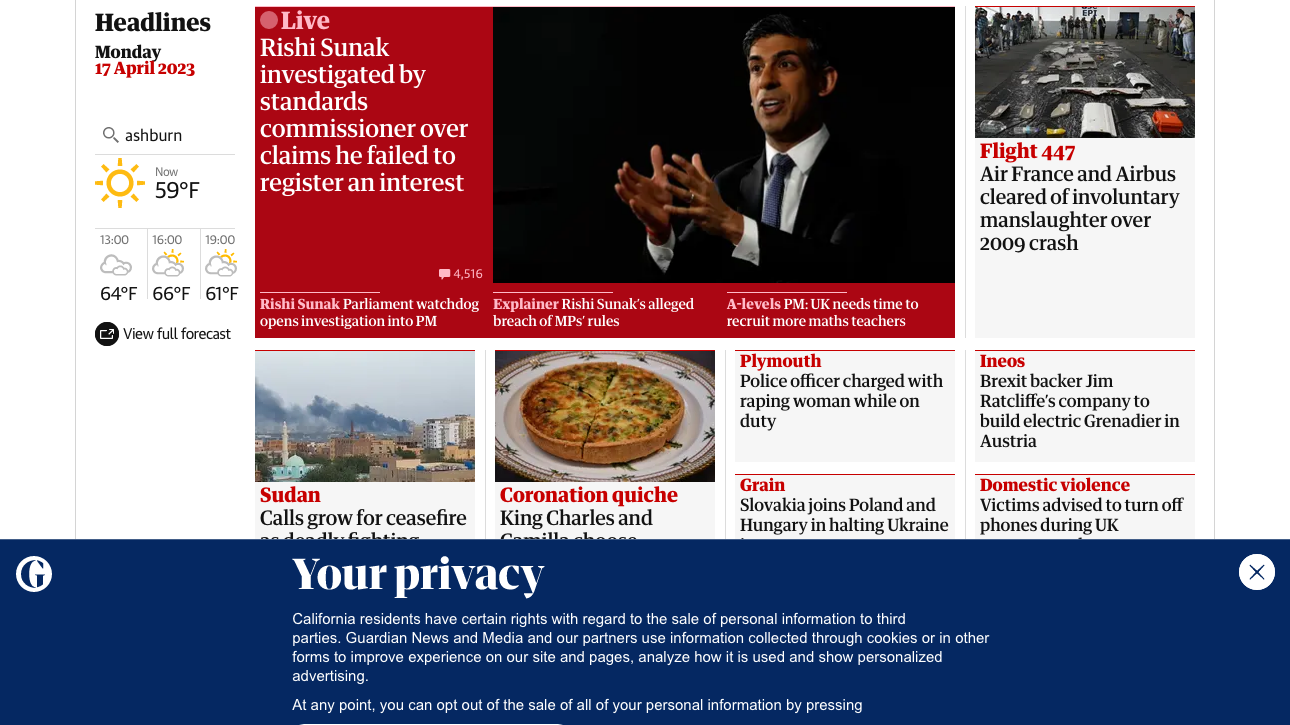 Headlines
Monday
17 April 2023
ashburn
Now
59°F
13:00
16:00
19:00
64°F
66°F
61°F
View full forecast
Live
Rishi Sunak
investigated by
standards
commissioner over
claims he failed to
register an interest
4,516
Rishi Sunak Parliament watchdog
opens investigation into PM
Explainer Rishi Sunak’s alleged
breach of MPs’ rules
A-levels PM: UK needs time to
recruit more maths teachers
Flight 447
Air France and Airbus
cleared of involuntary
manslaughter over
2009 crash
Sudan
Calls grow for ceasefire
as deadly fighting
Coronation quiche
King Charles and
Camilla choose
Plymouth
Police officer charged with
raping woman while on
duty
Grain
Slovakia joins Poland and
Hungary in halting Ukraine
Ineos
Brexit backer Jim
Ratcliffe’s company to
build electric Grenadier in
Austria
Domestic violence
Victims advised to turn off
phones during UK
Your privacy
California residents have certain rights with regard to the sale of personal information to third
parties. Guardian News and Media and our partners use information collected through cookies or in other
forms to improve experience on our site and pages, analyze how it is used and show personalized
advertising.
At any point, you can opt out of the sale of all of your personal information by pressing